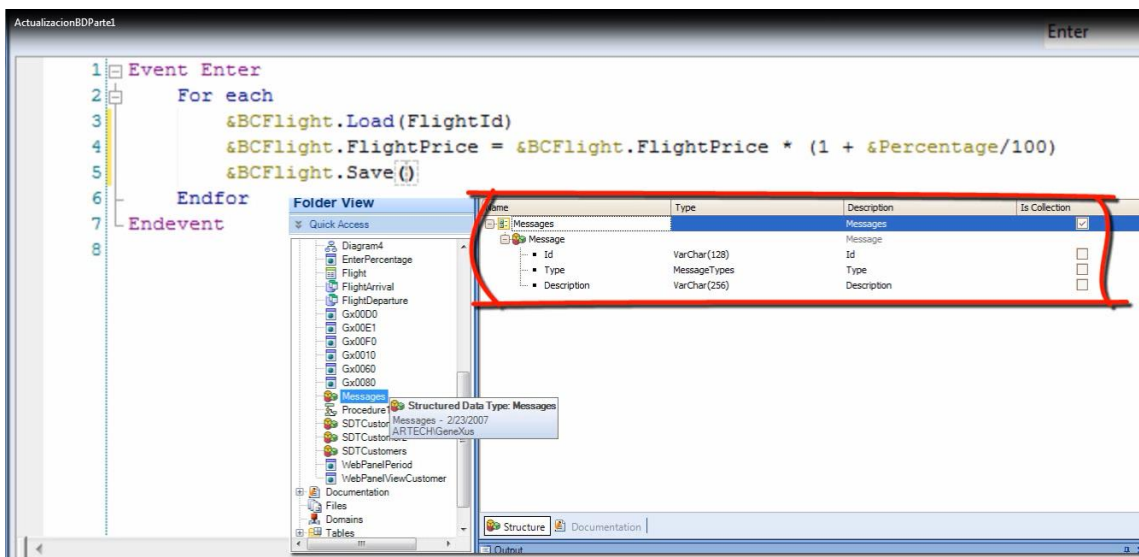 ActualizacionBDParte1
Enter
1 Event Enter
2 For each
3 &BCFlight.Load(FlightId)
4 &BCFlight.FlightPrice = &BCFlight.FlightPrice * (1 + &Percentage/100)
5 &BCFlight.Save()
6 Endfor
7 Endevent
8
Folder View
Quick Access
Diagram4
EnterPercentage
Flight
FlightArrival
FlightDeparture
Gx00D0
Gx00E1
Gx00F0
Gx0010
Gx0060
Gx0080
Messages
Procedure1
SDTCustomers
WebPanelPeriod
WebPanelViewCustomer
Documentation
Files
Domains
Tables
Structured Data Type: Messages
Messages - 2/23/2007
ARTECH\GeneXus
Name Type Description Is Collection
Messages Messages
Message Message
Id VarChar(128) Id
Type MessageTypes Type
Description VarChar(256) Description
Structure Documentation
Output